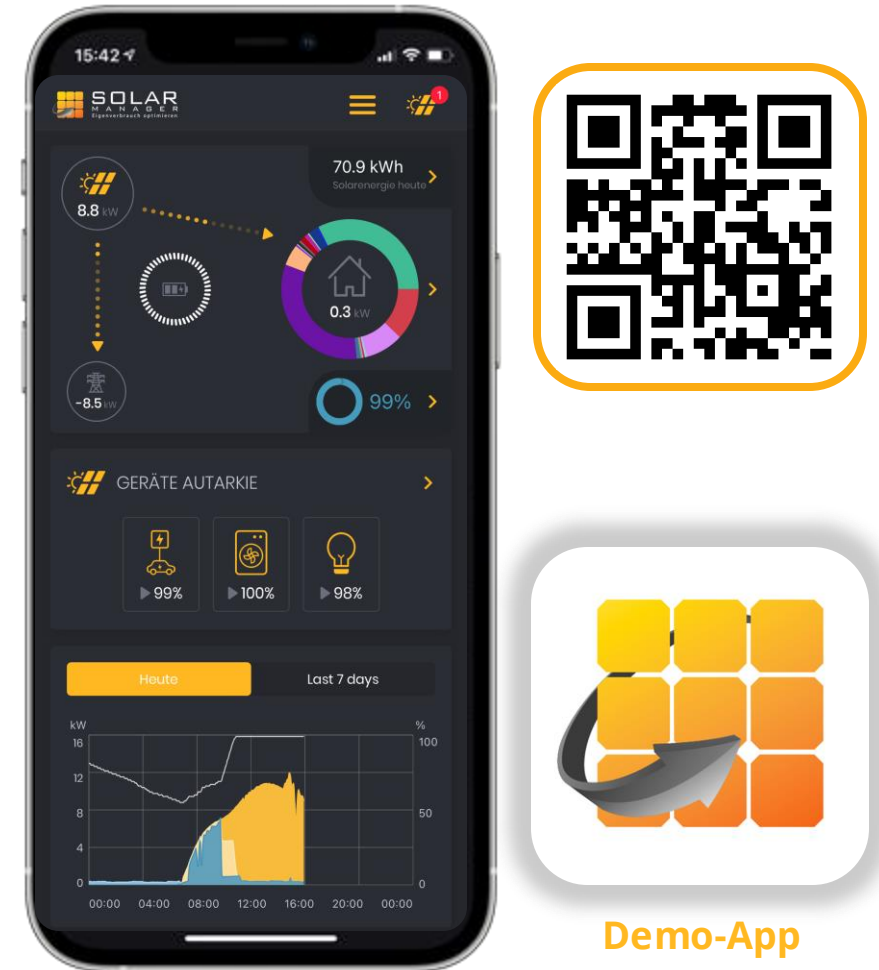 15:42
SOLAR
MANAGER
Eigenverbrauch optimieren
1
70.9 kWh
Solarenergie heute
8.8 kW
0.3 kW
-8.5 kW
99%
GERÄTE AUTARKIE
99%
100%
98%
Heute
Last 7 days
kW
%
16
100
12
8
50
4
0
0
00:00 04:00 08:00 12:00 16:00 20:00 00:00
Demo-App